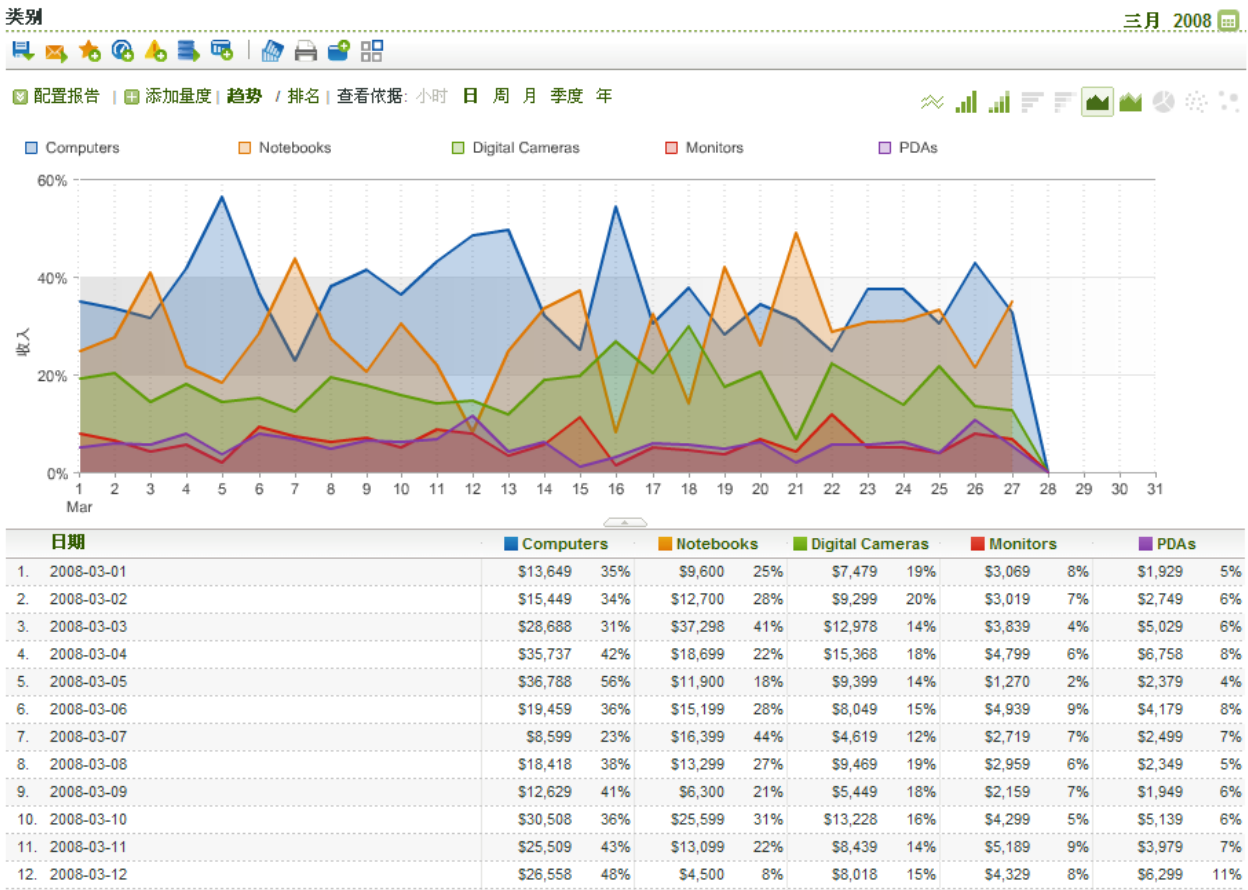 类别
三月 2008
配置报告 | 添加量度 | 趋势 / 排名 | 查看依据: 小时 日 周 月 季度 年
Computers Notebooks Digital Cameras Monitors PDAs
60%
40%
20%
0%
收入
1 2 3 4 5 6 7 8 9 10 11 12 13 14 15 16 17 18 19 20 21 22 23 24 25 26 27 28 29 30 31
Mar
日期 Computers Notebooks Digital Cameras Monitors PDAs
1. 2008-03-01 $13,649 35% $9,600 25% $7,479 19% $3,069 8% $1,929 5%
2. 2008-03-02 $15,449 34% $12,700 28% $9,299 20% $3,019 7% $2,749 6%
3. 2008-03-03 $28,688 31% $37,298 41% $12,978 14% $3,839 4% $5,029 6%
4. 2008-03-04 $35,737 42% $18,699 22% $15,368 18% $4,799 6% $6,758 8%
5. 2008-03-05 $36,788 56% $11,900 18% $9,399 14% $1,270 2% $2,379 4%
6. 2008-03-06 $19,459 36% $15,199 28% $8,049 15% $4,939 9% $4,179 8%
7. 2008-03-07 $8,599 23% $16,399 44% $4,619 12% $2,719 7% $2,499 7%
8. 2008-03-08 $18,418 38% $13,299 27% $9,469 19% $2,959 6% $2,349 5%
9. 2008-03-09 $12,629 41% $6,300 21% $5,449 18% $2,159 7% $1,949 6%
10. 2008-03-10 $30,508 36% $25,599 31% $13,228 16% $4,299 5% $5,139 6%
11. 2008-03-11 $25,509 43% $13,099 22% $8,439 14% $5,189 9% $3,979 7%
12. 2008-03-12 $26,558 48% $4,500 8% $8,018 15% $4,329 8% $6,299 11%